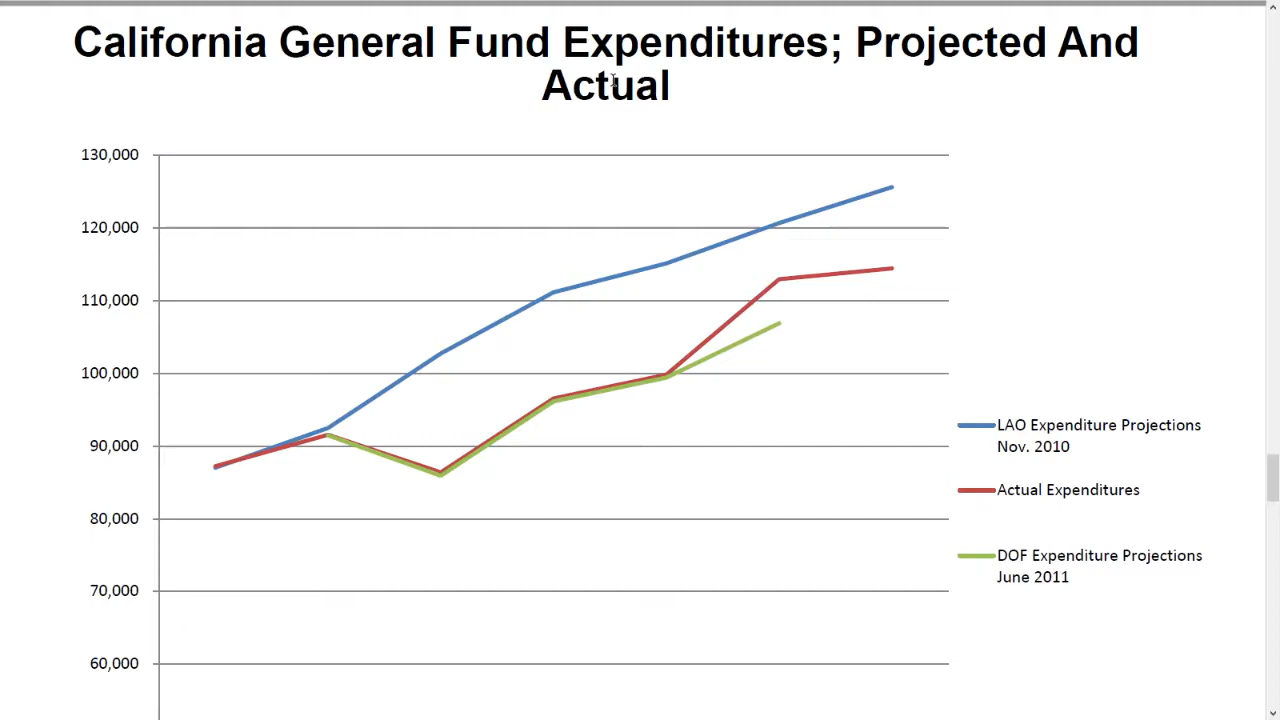 California General Fund Expenditures; Projected And
Actual
130,000
120,000
110,000
100,000
90,000
80,000
70,000
60,000
LAO Expenditure Projections
Nov. 2010
Actual Expenditures
DOF Expenditure Projections
June 2011